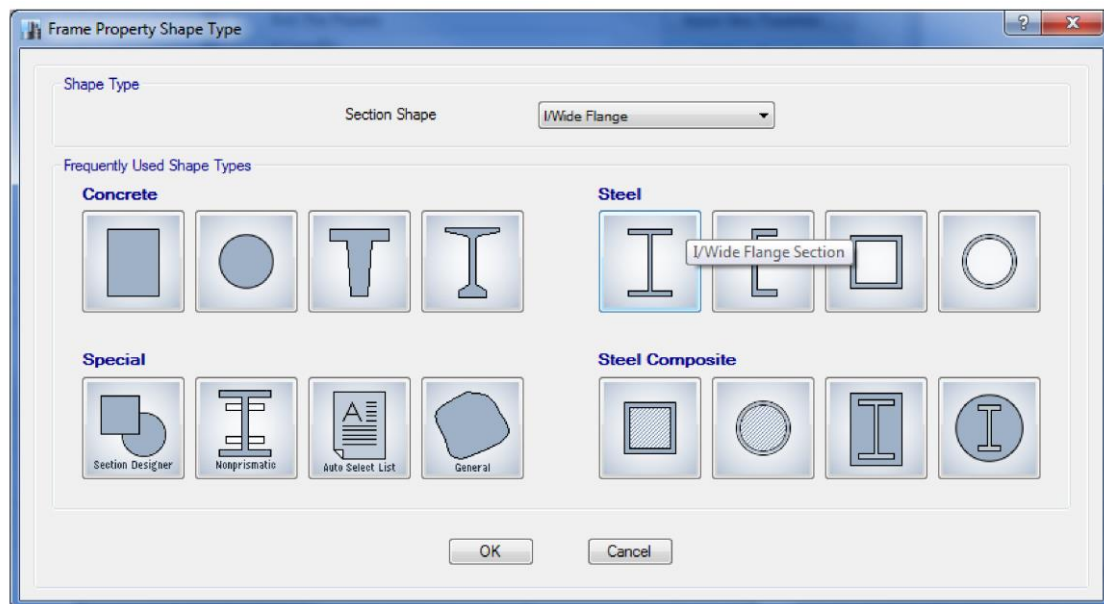 Frame Property Shape Type
Shape Type
Section Shape
I/Wide Flange
Frequently Used Shape Types
Concrete
Steel
I/Wide Flange Section
Special
Steel Composite
Section Designer
Nonprismatic
A
Auto Select List
General
OK
Cancel